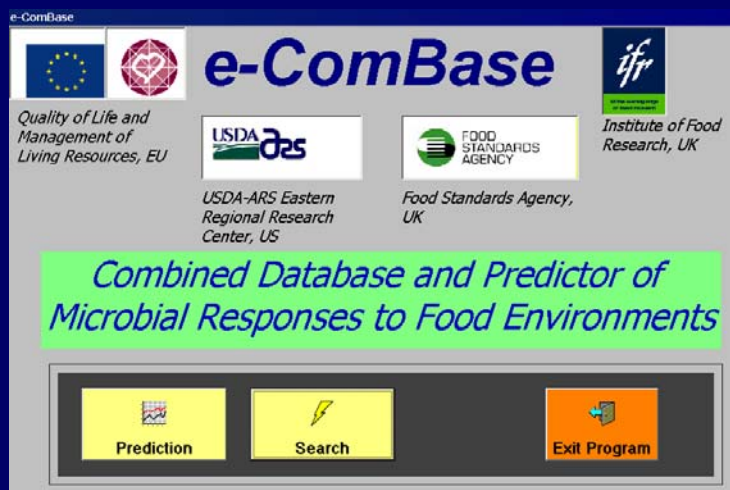 e-ComBase
e-ComBase
ifr
Quality of Life and
Management of
Living Resources, EU
USDA ars
FOOD
STANDARDS
AGENCY
Institute of Food
Research, UK
USDA-ARS Eastern
Regional Research
Center, US
Food Standards Agency,
UK
Combined Database and Predictor of
Microbial Responses to Food Environments
Prediction
Search
Exit Program